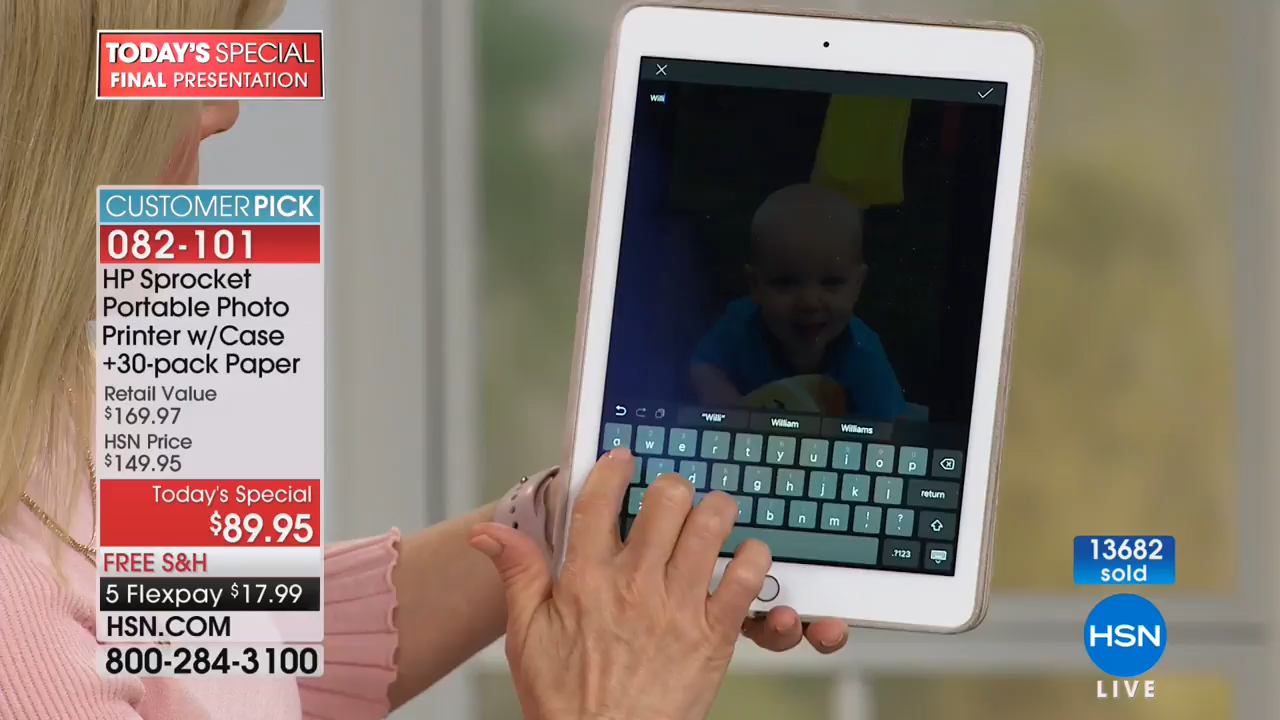 TODAY'S SPECIAL
FINAL PRESENTATION
CUSTOMER PICK
082-101
HP Sprocket
Portable Photo
Printer w/Case
+30-pack Paper
Retail Value
$169.97
HSN Price
$149.95
Today's Special
$89.95
FREE S&H
5 Flexpay $17.99
HSN.COM
800-284-3100
Willi
"Willi" William Williams
q w e r t y u i o p
d f g h j k l return
b n m ! ?
.?123
13682
sold
HSN
LIVE